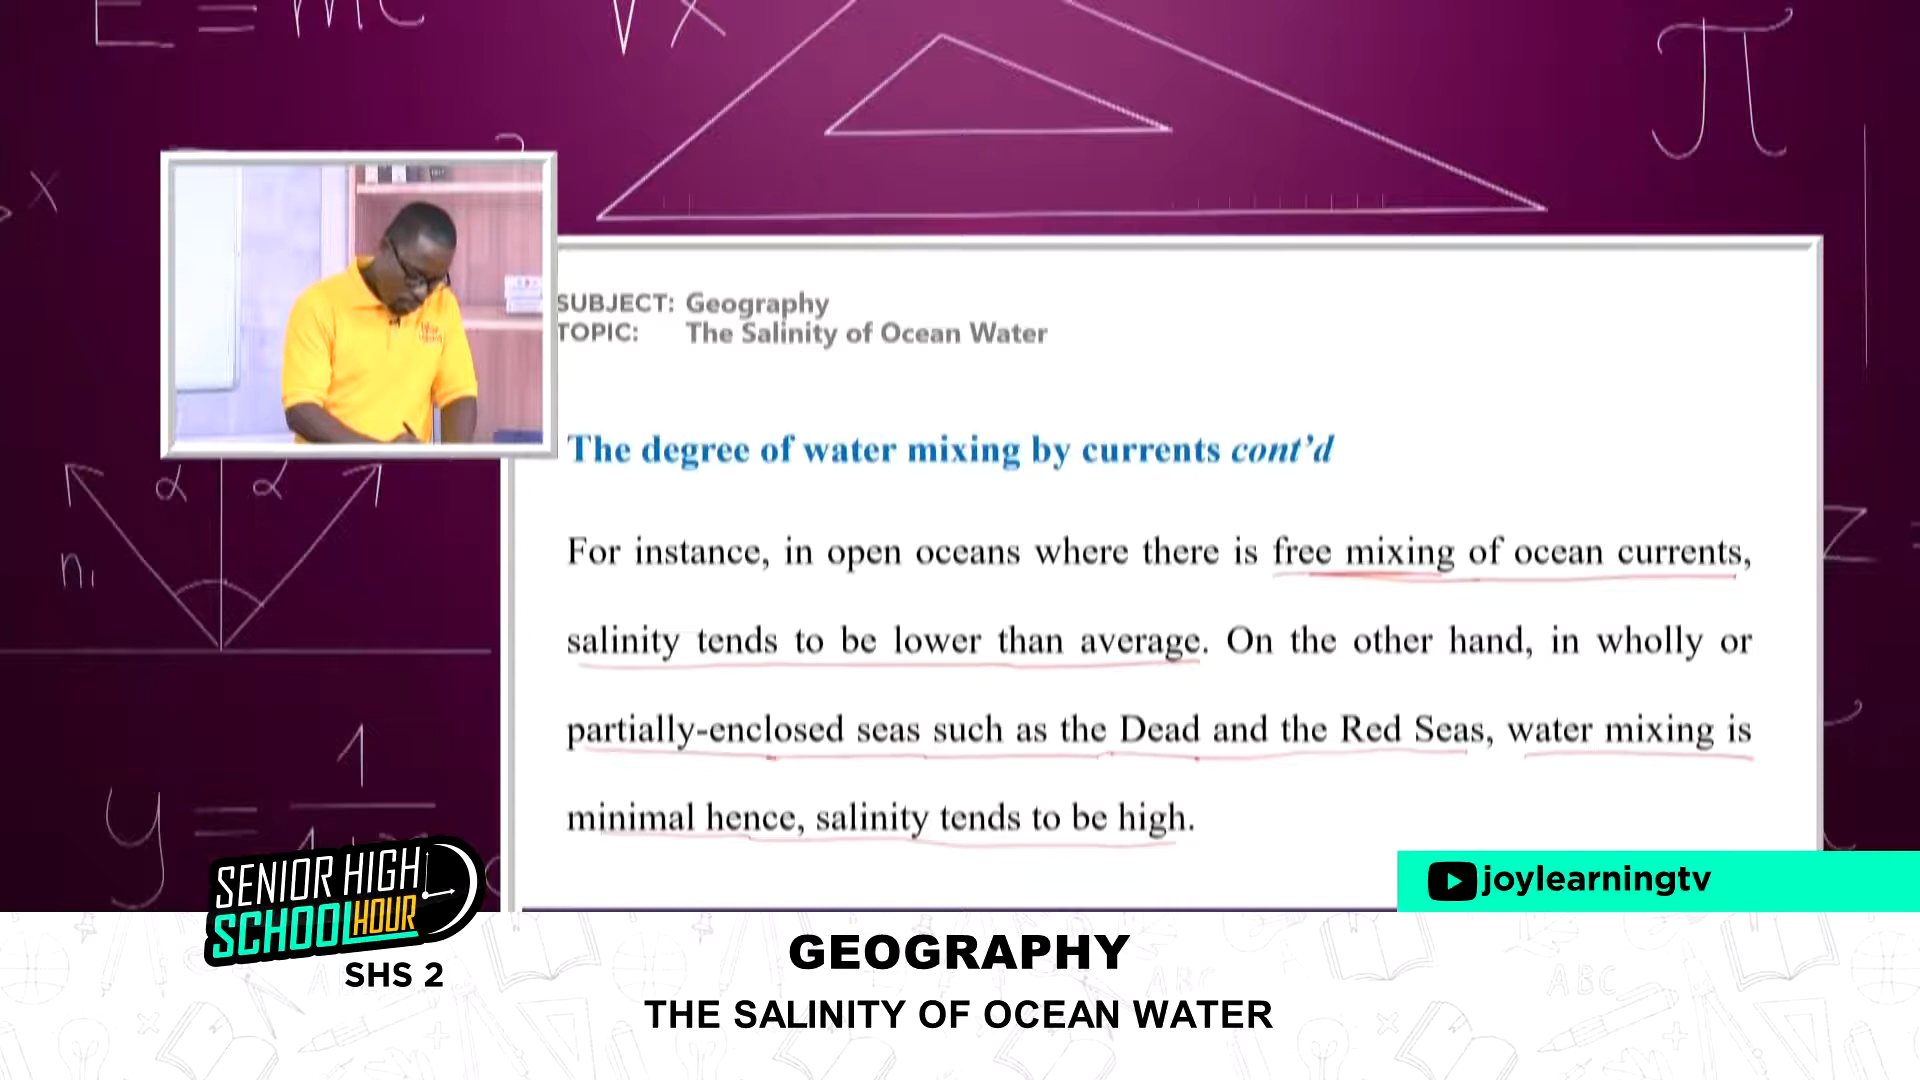 E = mc
√x
π
x
SUBJECT: Geography
TOPIC: The Salinity of Ocean Water
The degree of water mixing by currents cont’d
α α
n₁
z =
For instance, in open oceans where there is free mixing of ocean currents,
salinity tends to be lower than average. On the other hand, in wholly or
partially-enclosed seas such as the Dead and the Red Seas, water mixing is
minimal hence, salinity tends to be high.
y = 1
SENIOR HIGH
SCHOOL HOUR
SHS 2
joylearningtv
GEOGRAPHY
THE SALINITY OF OCEAN WATER
ABC
ABC